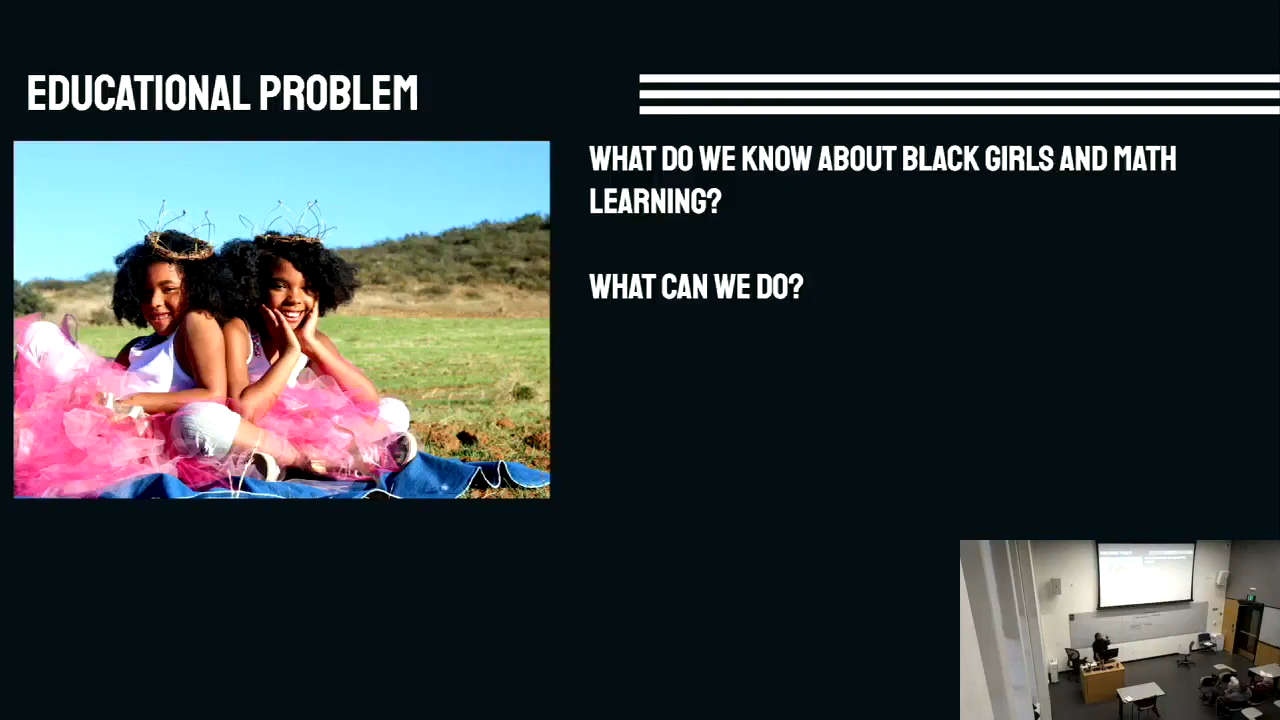 EDUCATIONAL PROBLEM
WHAT DO WE KNOW ABOUT BLACK GIRLS AND MATH
LEARNING?
WHAT CAN WE DO?